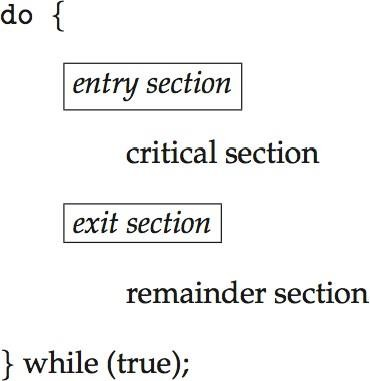 do {
entry section
critical section
exit section
remainder section
} while (true);